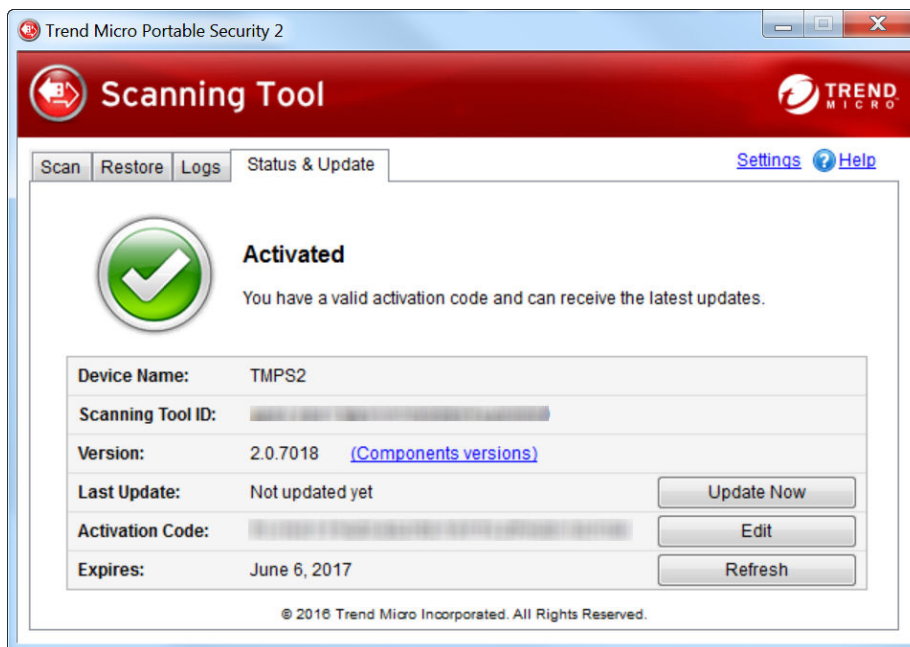 Trend Micro Portable Security 2
Scanning Tool
TREND
MICRO
Scan Restore Logs Status & Update Settings Help
Activated
You have a valid activation code and can receive the latest updates.
Device Name: TMPS2
Scanning Tool ID:
Version: 2.0.7018 (Components versions)
Last Update: Not updated yet Update Now
Activation Code: Edit
Expires: June 6, 2017 Refresh
© 2016 Trend Micro Incorporated. All Rights Reserved.